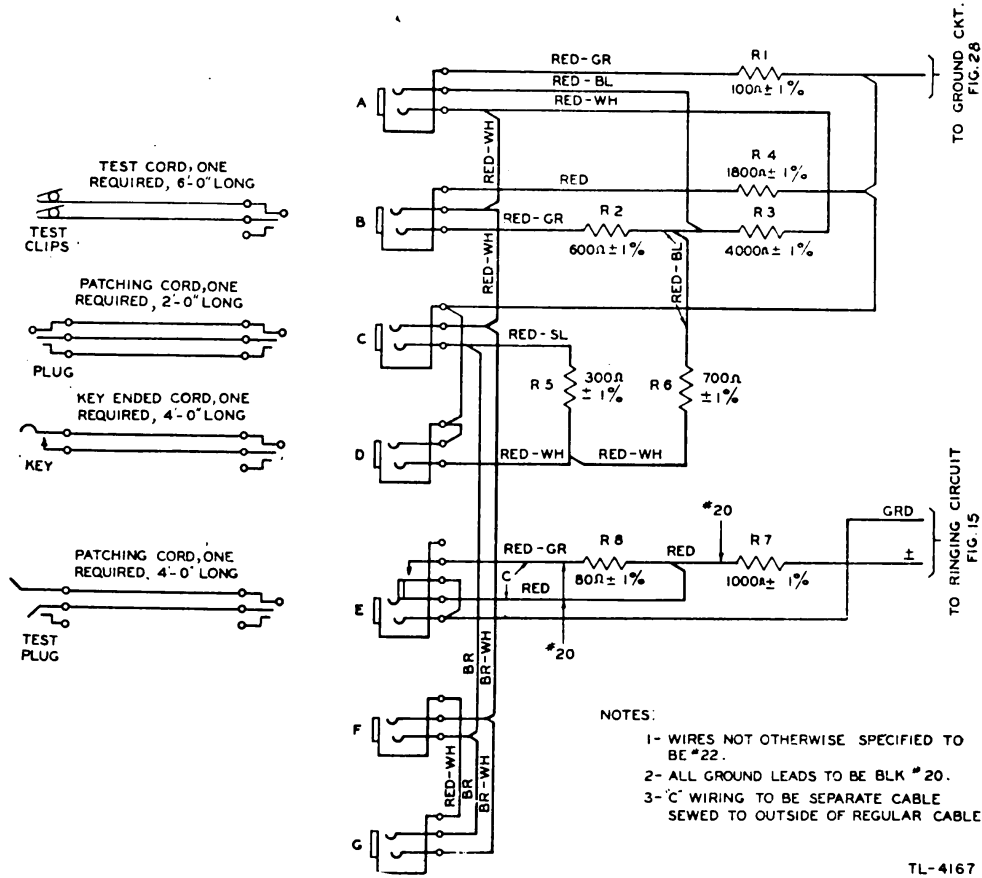 TEST CORD, ONE
REQUIRED, 6'-0" LONG
TEST
CLIPS
PATCHING CORD, ONE
REQUIRED, 2'-0" LONG
PLUG
KEY ENDED CORD, ONE
REQUIRED, 4'-0" LONG
KEY
PATCHING CORD, ONE
REQUIRED, 4'-0" LONG
TEST
PLUG
A
RED-GR
RED-BL
RED-WH
R1
100Ω ± 1%
TO GROUND CKT.
FIG. 28
RED-WH
B
RED
R 4
1800Ω ± 1%
RED-GR
R 2
600Ω ± 1%
R 3
4000Ω ± 1%
RED-WH
RED-BL
C
RED-SL
R 5
300Ω
± 1%
R 6
700Ω
± 1%
D
RED-WH
RED-WH
E
RED-GR
R 8
80Ω ± 1%
C
RED
RED
#20
#20
R 7
1000Ω ± 1%
GRD
±
TO RINGING CIRCUIT
FIG. 15
BR
BR-WH
F
RED-WH
BR
BR-WH
G
NOTES:
1- WIRES NOT OTHERWISE SPECIFIED TO
BE #22.
2- ALL GROUND LEADS TO BE BLK #20.
3- "C" WIRING TO BE SEPARATE CABLE
SEWED TO OUTSIDE OF REGULAR CABLE
TL-4167